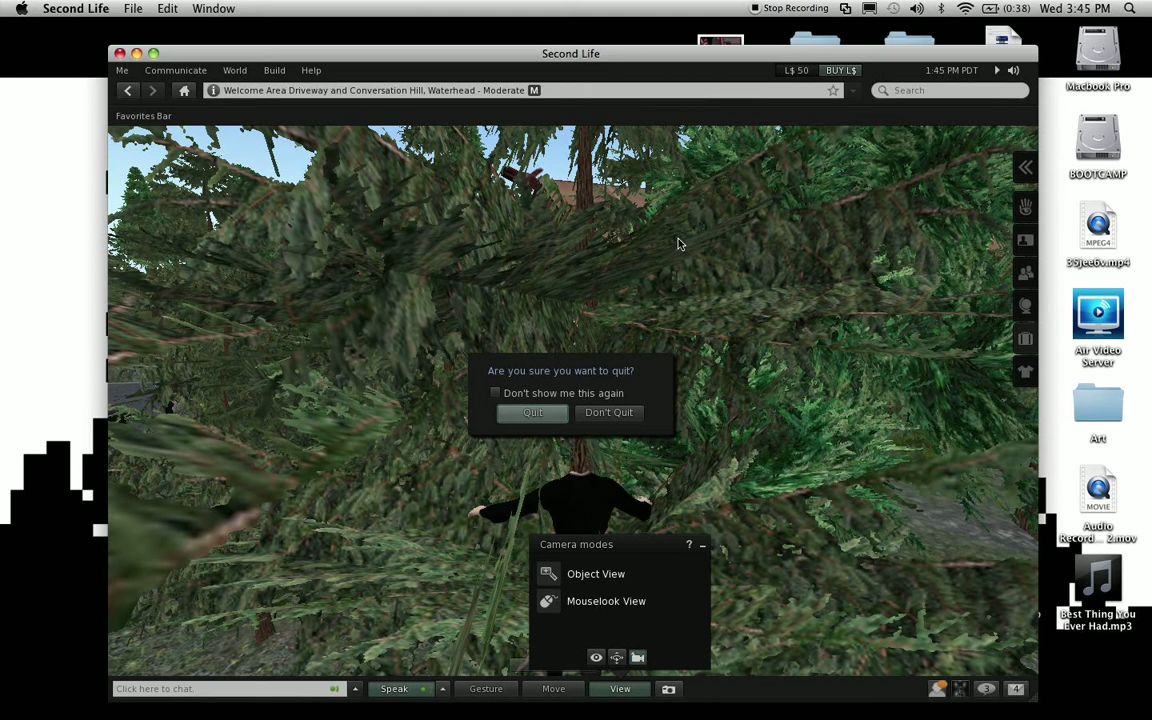 Second Life File Edit Window
Stop Recording (0:38) Wed 3:45 PM
Second Life
Me Communicate World Build Help
L$ 50 BUY L$ 1:45 PM PDT
Welcome Area Driveway and Conversation Hill, Waterhead - Moderate M
Search
Favorites Bar
Are you sure you want to quit?
Don't show me this again
Quit Don't Quit
Camera modes ?
Object View
Mouselook View
Click here to chat. Speak Gesture Move View 3 4
Macbook Pro
BOOTCAMP
MPEG4
35jee6v.mp4
Air Video
Server
Art
MOVIE
Audio
Record... 2.mov
Best Thing You
Ever Had.mp3